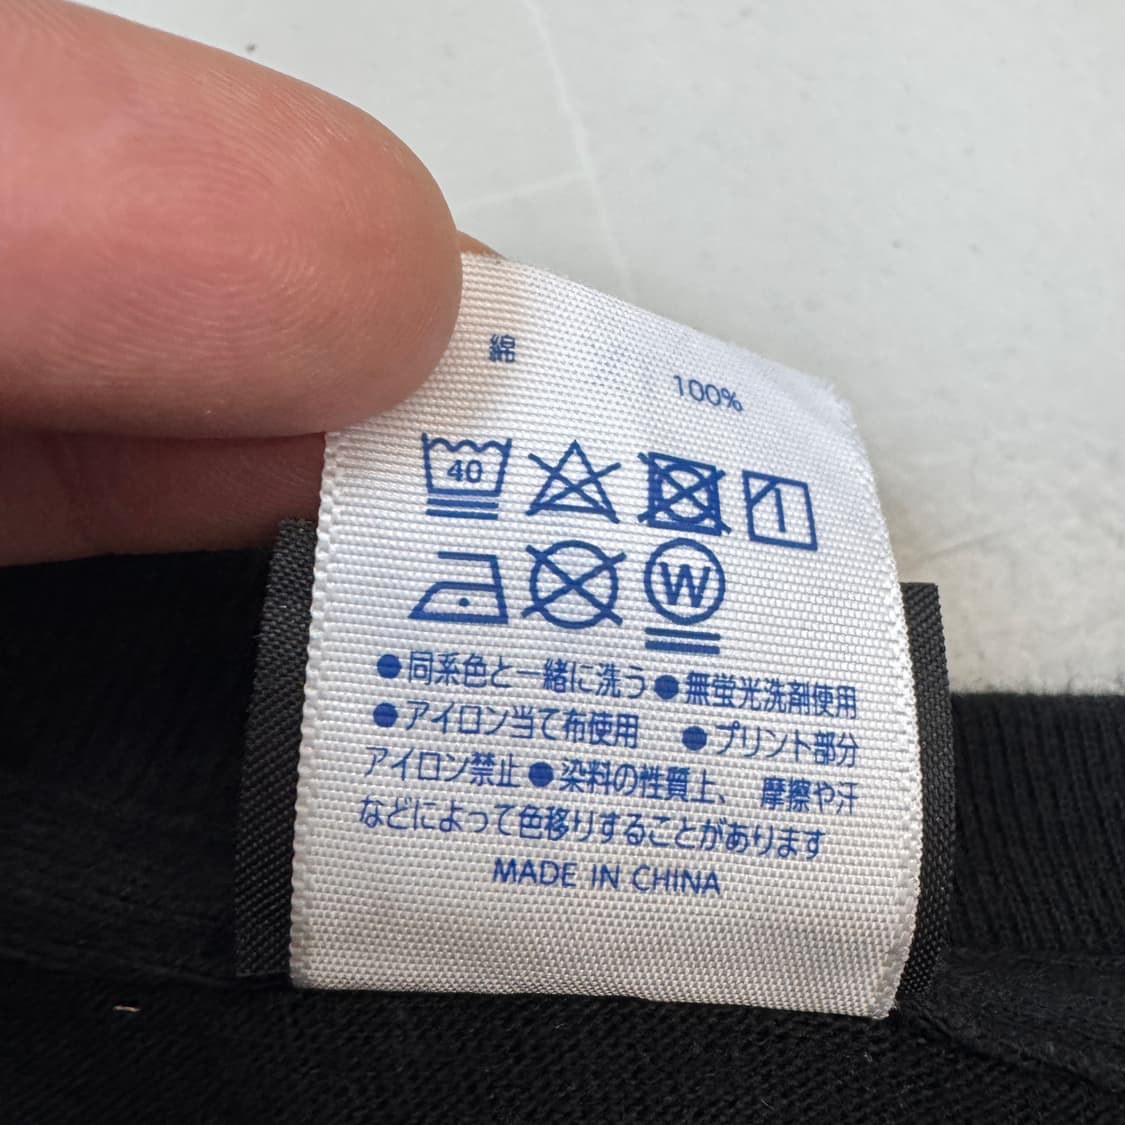 綿 100%
40
W
●同系色と一緒に洗う●無蛍光洗剤使用
●アイロン当て布使用 ●プリント部分
アイロン禁止●染料の性質上、摩擦や汗
などによって色移りすることがあります
MADE IN CHINA